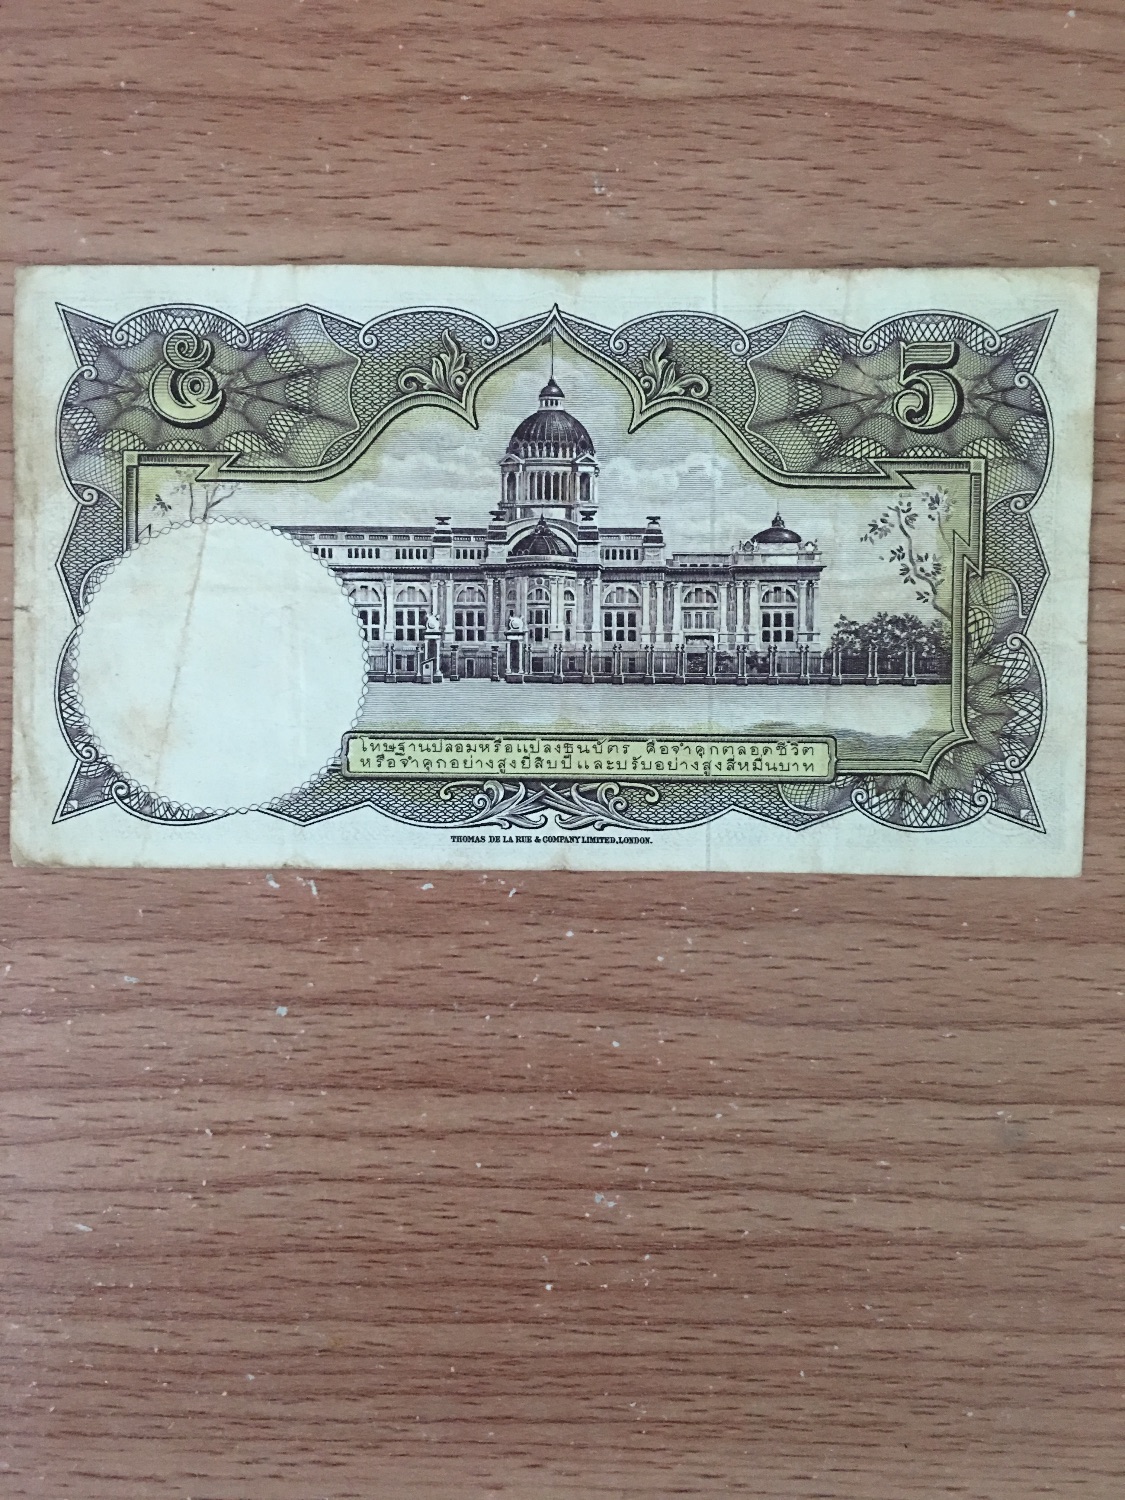 ๕ 5
โทษฐานปลอมหรือแปลงธนบัตร คือจำคุกตลอดชีวิต
หรือจำคุกอย่างสูงยี่สิบปีและปรับอย่างสูงสี่หมื่นบาท
THOMAS DE LA RUE & COMPANY LIMITED, LONDON.